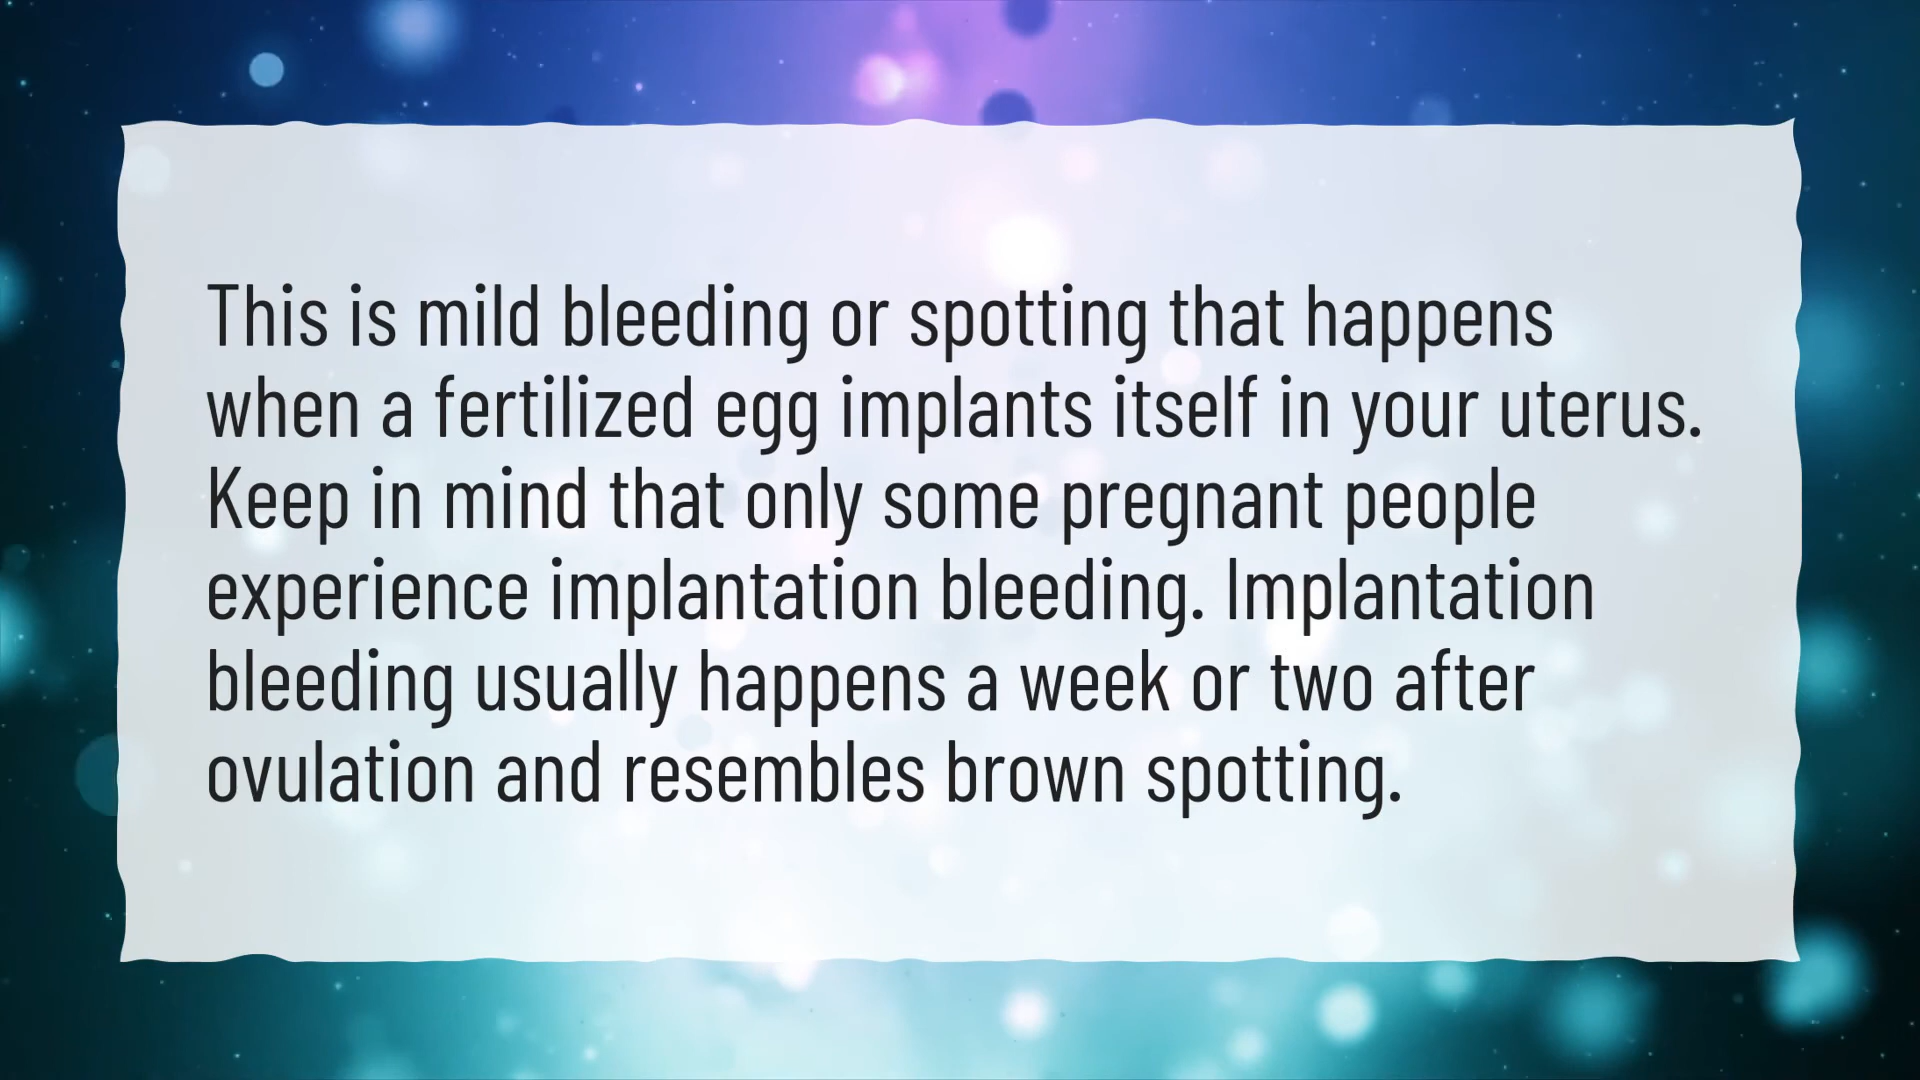 This is mild bleeding or spotting that happens
when a fertilized egg implants itself in your uterus.
Keep in mind that only some pregnant people
experience implantation bleeding. Implantation
bleeding usually happens a week or two after
ovulation and resembles brown spotting.